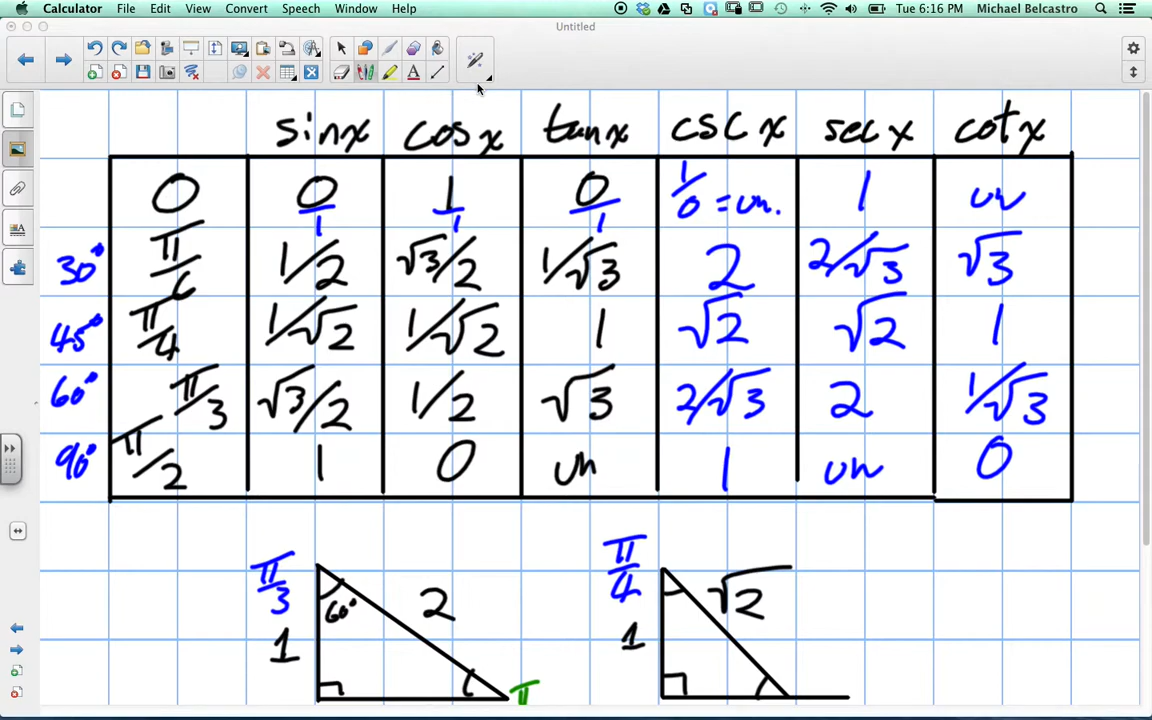 Calculator File Edit View Convert Speech Window Help Tue 6:16 PM Michael Belcastro
Untitled
sin x cos x tan x csc x sec x cot x
0 0/1 1/1 0/1 1/0 = un. 1 un
30° π/6 1/2 √3/2 1/√3 2 2/√3 √3
45° π/4 1/√2 1/√2 1 √2 √2 1
60° π/3 √3/2 1/2 √3 2/√3 2 1/√3
90° π/2 1 0 un 1 un 0
π/3 60° 2 π/4 √2
1 1
π